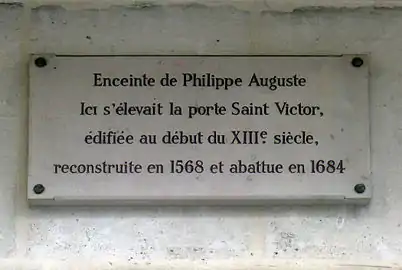 Enceinte de Philippe Auguste
Ici s'élevait la porte Saint Victor,
édifiée au début du XIIIe siècle,
reconstruite en 1568 et abattue en 1684